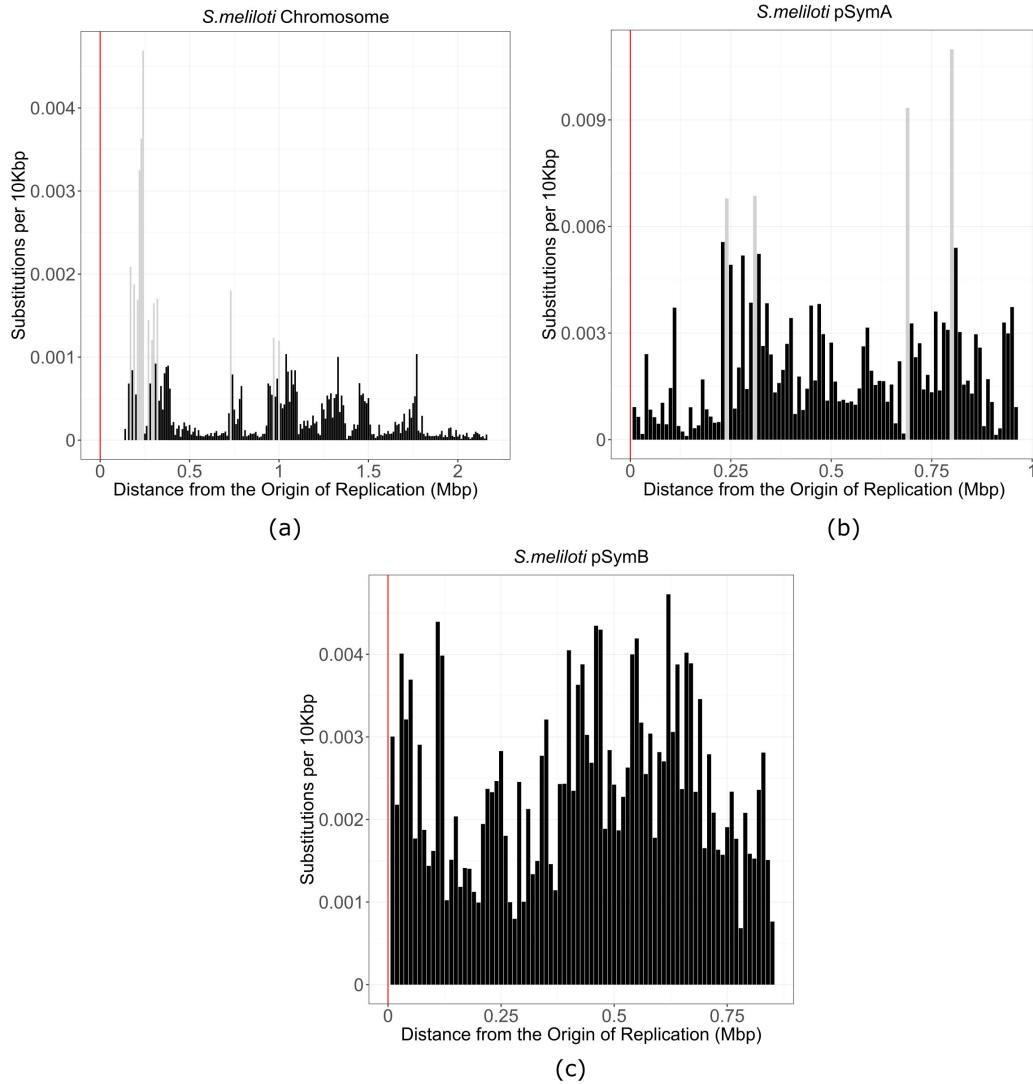 S.meliloti Chromosome
Substitutions per 10Kbp
0.004
0.003
0.002
0.001
0
0
0.5
1
1.5
2
Distance from the Origin of Replication (Mbp)
(a)
S.meliloti pSymA
Substitutions per 10Kbp
0.009
0.006
0.003
0
0
0.25
0.50
0.75
1
Distance from the Origin of Replication (Mbp)
(b)
S.meliloti pSymB
Substitutions per 10Kbp
0.004
0.003
0.002
0.001
0
0
0.25
0.5
0.75
Distance from the Origin of Replication (Mbp)
(c)